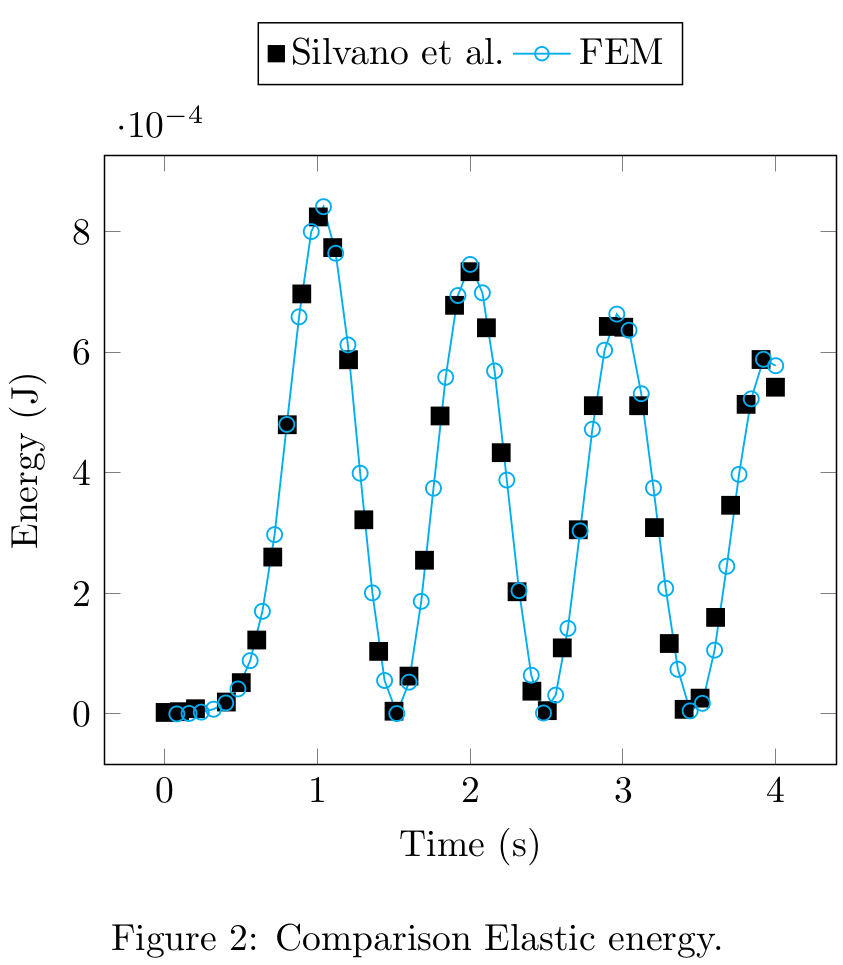 Silvano et al. FEM
·10⁻⁴
8
6
4
2
0
Energy (J)
0 1 2 3 4
Time (s)
Figure 2: Comparison Elastic energy.